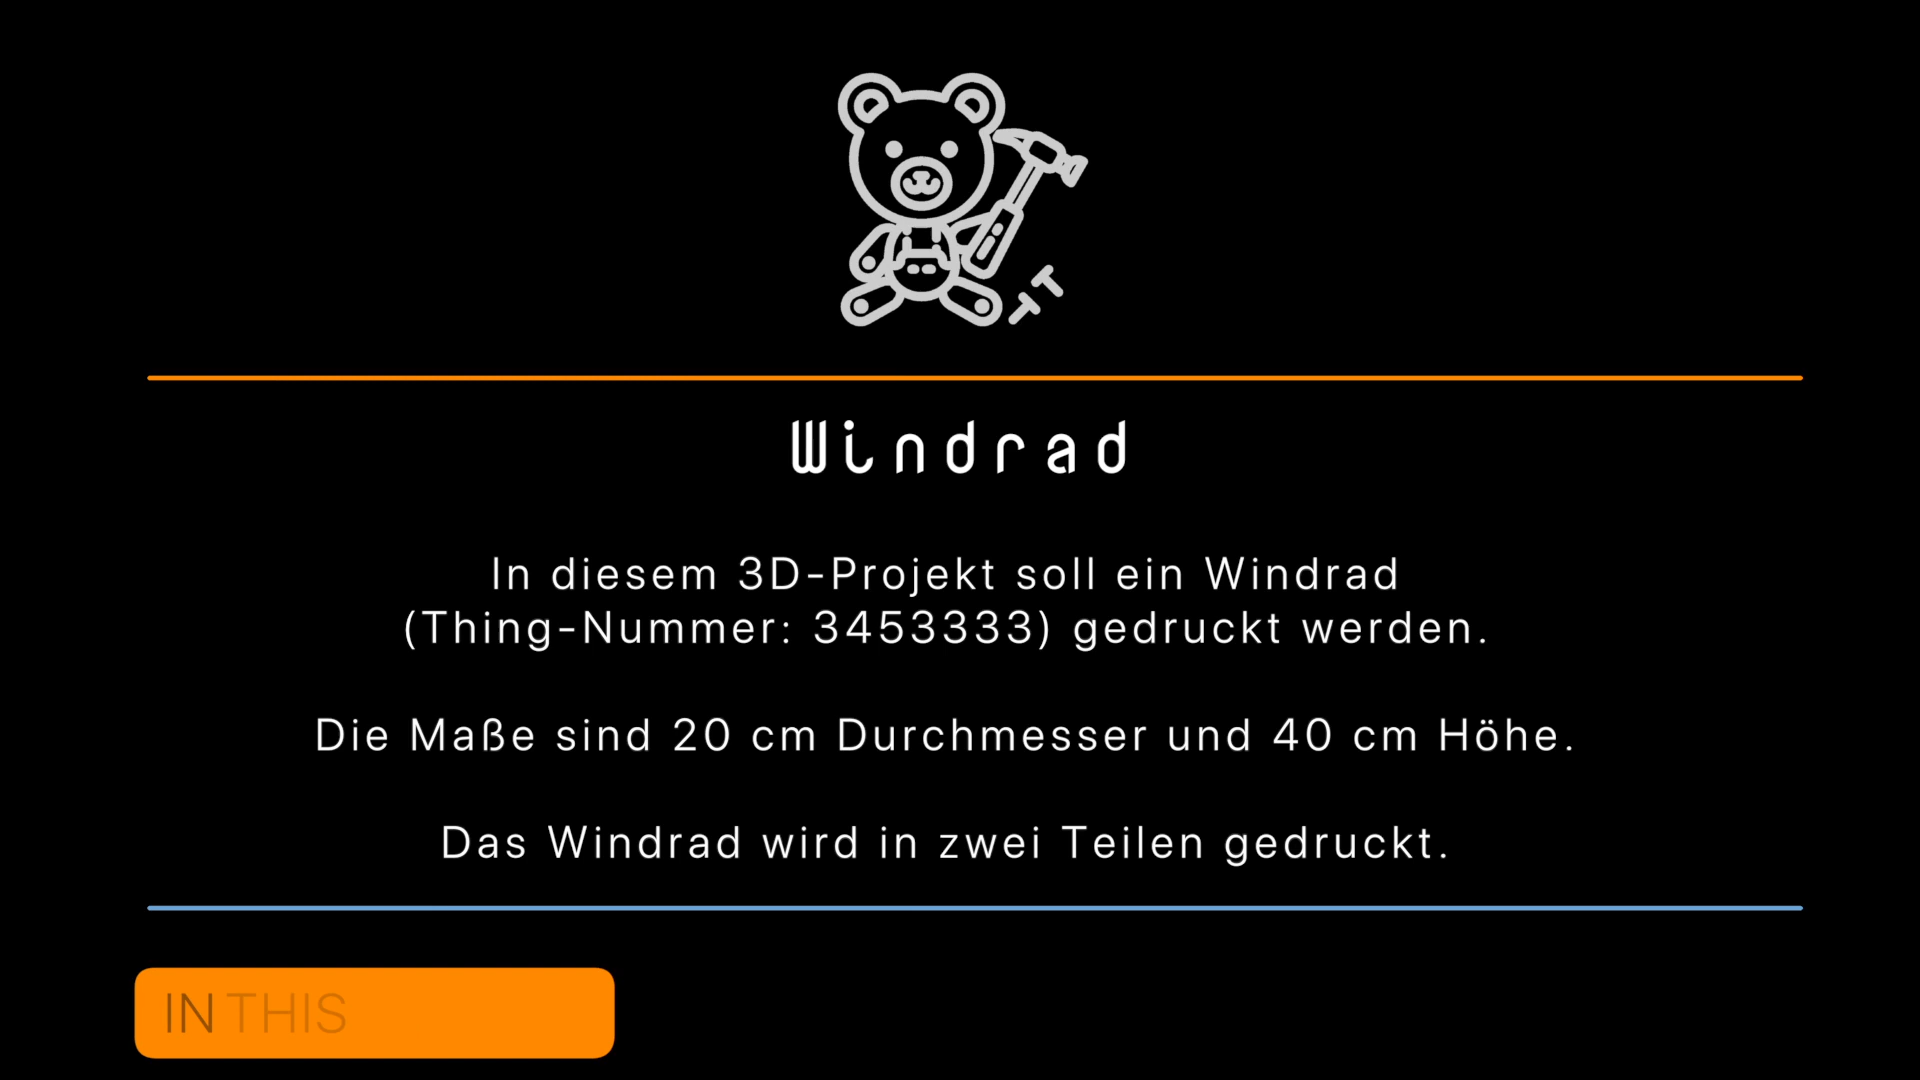 Windrad
In diesem 3D-Projekt soll ein Windrad
(Thing-Nummer: 3453333) gedruckt werden.
Die Maße sind 20 cm Durchmesser und 40 cm Höhe.
Das Windrad wird in zwei Teilen gedruckt.
IN THIS